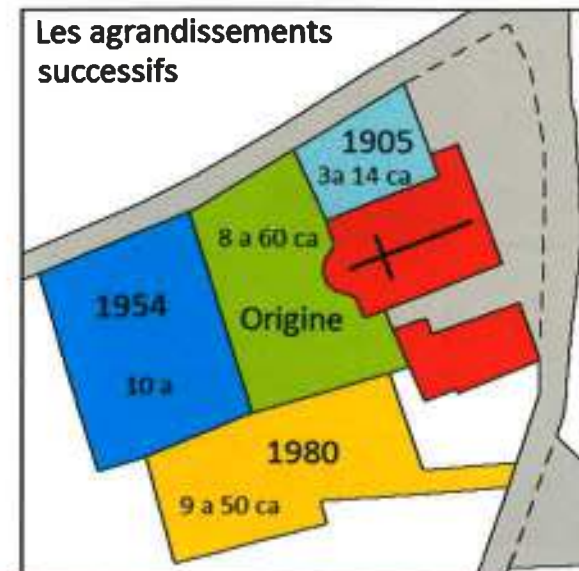 Les agrandissements
successifs
1905
3a 14 ca
8 a 60 ca
Origine
1954
10 a
1980
9 a 50 ca